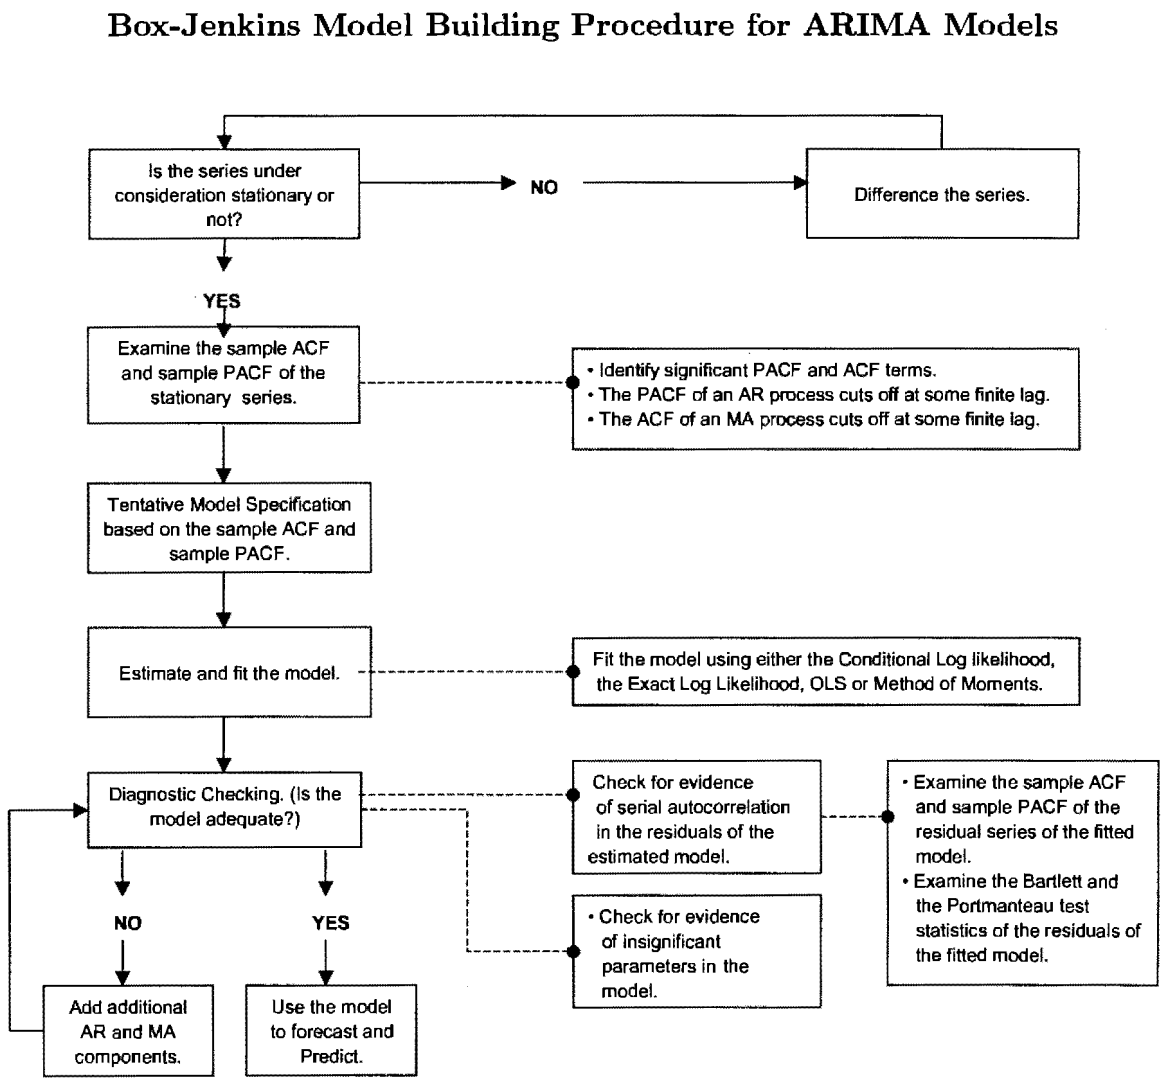 Box-Jenkins Model Building Procedure for ARIMA Models
Is the series under
consideration stationary or
not?
NO
Difference the series.
YES
Examine the sample ACF
and sample PACF of the
stationary series.
• Identify significant PACF and ACF terms.
• The PACF of an AR process cuts off at some finite lag.
• The ACF of an MA process cuts off at some finite lag.
Tentative Model Specification
based on the sample ACF and
sample PACF.
Estimate and fit the model.
Fit the model using either the Conditional Log likelihood,
the Exact Log Likelihood, OLS or Method of Moments.
Diagnostic Checking. (Is the
model adequate?)
Check for evidence
of serial autocorrelation
in the residuals of the
estimated model.
• Examine the sample ACF
and sample PACF of the
residual series of the fitted
model.
• Examine the Bartlett and
the Portmanteau test
statistics of the residuals of
the fitted model.
• Check for evidence
of insignificant
parameters in the
model.
NO
YES
Add additional
AR and MA
components.
Use the model
to forecast and
Predict.